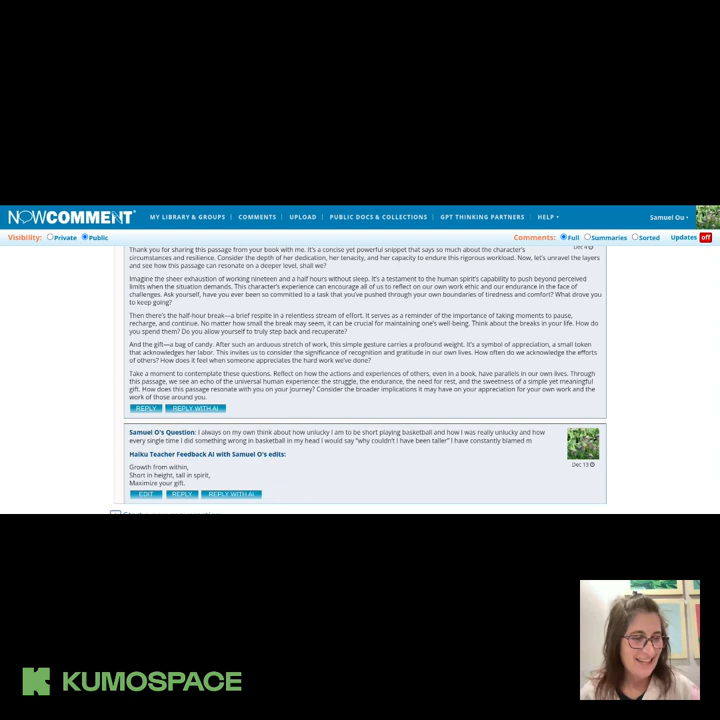 NOWCOMMENT® MY LIBRARY & GROUPS | COMMENTS | UPLOAD | PUBLIC DOCS & COLLECTIONS | GPT THINKING PARTNERS | HELP Samuel Ou
Visibility: Private Public Comments: Full Summaries Sorted Updates off
Thank you for sharing this passage from your book with me. It's a concise yet powerful snippet that says so much about the character's Dec 4
circumstances and resilience. Consider the depth of her dedication, her tenacity, and her capacity to endure this rigorous workload. Now, let's unravel the layers
and see how this passage can resonate on a deeper level, shall we?
Imagine the sheer exhaustion of working nineteen and a half hours without sleep. It's a testament to the human spirit's capability to push beyond perceived
limits when the situation demands. This character's experience can encourage all of us to reflect on our own work ethic and our endurance in the face of
challenges. Ask yourself, have you ever been so committed to a task that you've pushed through your own boundaries of tiredness and comfort? What drove you
to keep going?
Then there's the half-hour break—a brief respite in a relentless stream of effort. It serves as a reminder of the importance of taking moments to pause,
recharge, and continue. No matter how small the break may seem, it can be crucial for maintaining one's well-being. Think about the breaks in your life. How do
you spend them? Do you allow yourself to truly step back and recuperate?
And the gift—a bag of candy. After such an arduous stretch of work, this simple gesture carries a profound weight. It's a symbol of appreciation, a small token
that acknowledges her labor. This invites us to consider the significance of recognition and gratitude in our own lives. How often do we acknowledge the efforts
of others? How does it feel when someone appreciates the hard work we've done?
Take a moment to contemplate these questions. Reflect on how the actions and experiences of others, even in a book, have parallels in our own lives. Through
this passage, we see an echo of the universal human experience: the struggle, the endurance, the need for rest, and the sweetness of a simple yet meaningful
gift. How does this passage resonate with you on your journey? Consider the broader implications it may have on your appreciation for your own work and the
work of those around you.
REPLY REPLY WITH AI
Samuel O's Question: I always on my own think about how unlucky I am to be short playing basketball and how I was really unlucky and how
every single time I did something wrong in basketball in my head I would say "why couldn't I have been taller" I have constantly blamed m
Haiku Teacher Feedback AI with Samuel O's edits: Dec 13
Growth from within,
Short in height, tall in spirit,
Maximize your gift.
EDIT REPLY REPLY WITH AI
KUMOSPACE